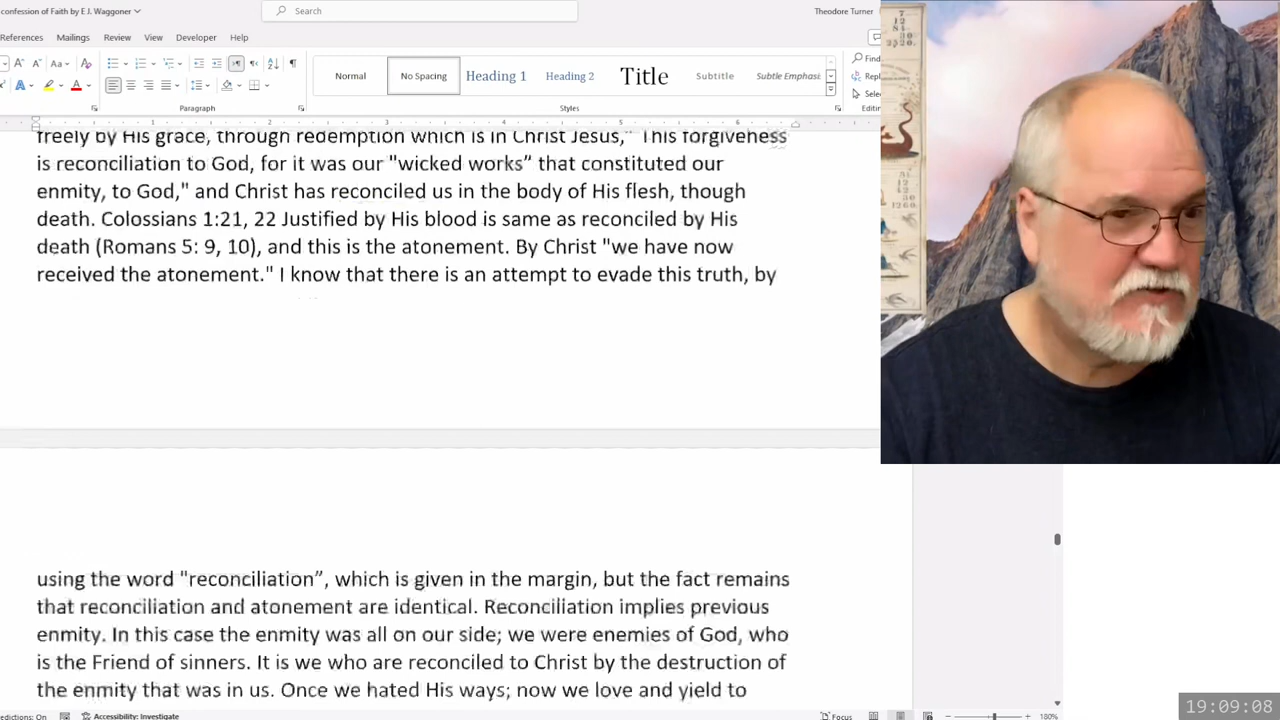 confession of Faith by E J. Waggoner
Search
Theodore Turner
References Mailings Review View Developer Help
Normal No Spacing Heading 1 Heading 2 Title Subtitle Subtle Emphasi
Paragraph Styles
freely by His grace, through redemption which is in Christ Jesus," This forgiveness
is reconciliation to God, for it was our "wicked works” that constituted our
enmity, to God," and Christ has reconciled us in the body of His flesh, though
death. Colossians 1:21, 22 Justified by His blood is same as reconciled by His
death (Romans 5: 9, 10), and this is the atonement. By Christ "we have now
received the atonement." I know that there is an attempt to evade this truth, by
using the word "reconciliation”, which is given in the margin, but the fact remains
that reconciliation and atonement are identical. Reconciliation implies previous
enmity. In this case the enmity was all on our side; we were enemies of God, who
is the Friend of sinners. It is we who are reconciled to Christ by the destruction of
the enmity that was in us. Once we hated His ways; now we love and yield to
edictions: On Accessibility: Investigate Focus 180%
19:09:08